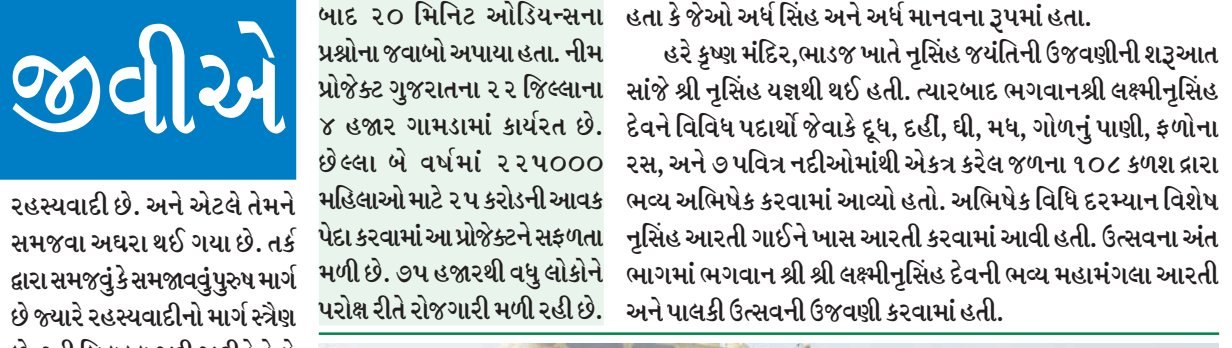 જીવીએ
રહસ્યવાદી છે. અને એટલે તેમને
સમજવા અઘરા થઈ ગયા છે. તર્ક
દ્વારા સમજવું કે સમજાવવું પુરુષ માર્ગ
છે જ્યારે રહસ્યવાદીનો માર્ગ સ્ત્રૈણ
બાદ ૨૦ મિનિટ ઓડિયન્સના
પ્રશ્નોના જવાબો અપાયા હતા. નીમ
પ્રોજેક્ટ ગુજરાતના ૨૨ જિલ્લાના
૪ હજાર ગામડામાં કાર્યરત છે.
છેલ્લા બે વર્ષમાં ૨૨૫૦૦૦
મહિલાઓ માટે ૨૫ કરોડની આવક
પેદા કરવામાં આ પ્રોજેક્ટને સફળતા
મળી છે. ૭૫ હજારથી વધુ લોકોને
પરોક્ષ રીતે રોજગારી મળી રહી છે.
હતા કે જેઓ અર્ધ સિંહ અને અર્ધ માનવના રૂપમાં હતા.
હરે કૃષ્ણ મંદિર,ભાડજ ખાતે નૃસિંહ જયંતિની ઉજવણીની શરૂઆત
સાંજે શ્રી નૃસિંહ યજ્ઞથી થઈ હતી. ત્યારબાદ ભગવાનશ્રી લક્ષ્મીનૃસિંહ
દેવને વિવિધ પદાર્થો જેવાકે દૂધ, દહીં, ઘી, મધ, ગોળનું પાણી, ફળોના
રસ, અને ૭ પવિત્ર નદીઓમાંથી એકત્ર કરેલ જળના ૧૦૮ કળશ દ્રારા
ભવ્ય અભિષેક કરવામાં આવ્યો હતો. અભિષેક વિધિ દરમ્યાન વિશેષ
નૃસિંહ આરતી ગાઈને ખાસ આરતી કરવામાં આવી હતી. ઉત્સવના અંત
ભાગમાં ભગવાન શ્રી શ્રી લક્ષ્મીનૃસિંહ દેવની ભવ્ય મહામંગલા આરતી
અને પાલકી ઉત્સવની ઉજવણી કરવામાં હતી.